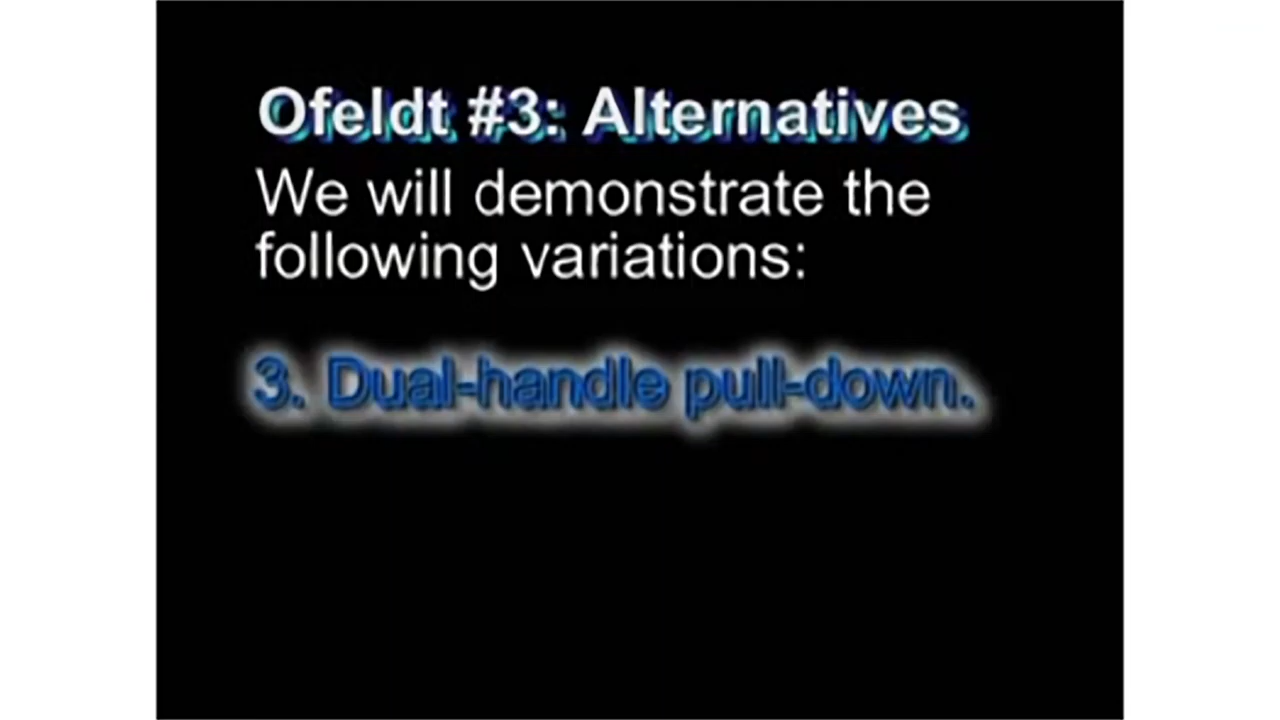 Ofeldt #3: Alternatives
We will demonstrate the
following variations:
3. Dual-handle pull-down.